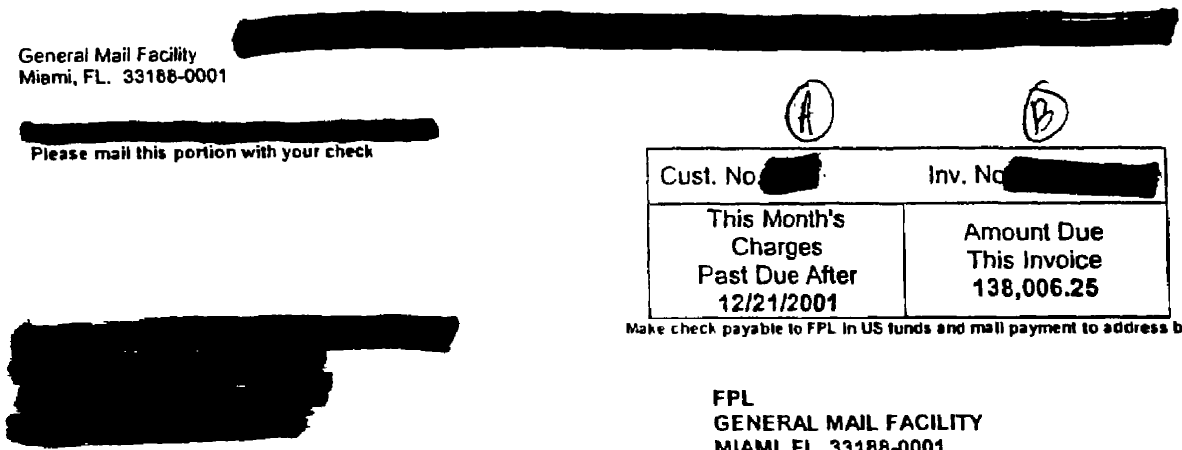 General Mail Facility
Miami, FL. 33188-0001
Please mail this portion with your check
A B
Cust. No. Inv. No
This Month's
Charges
Past Due After
12/21/2001
Amount Due
This Invoice
138,006.25
Make check payable to FPL in US funds and mail payment to address b
FPL
GENERAL MAIL FACILITY
MIAMI, FL 33188-0001